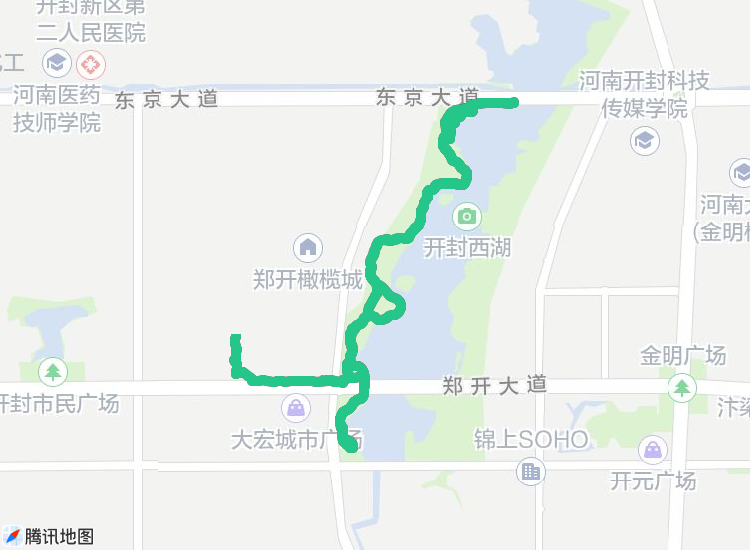 开封新区第
二人民医院
化工
河南医药
技师学院
东京大道
东京大道
河南开封科技
传媒学院
河南大
(金明校
开封西湖
郑开橄榄城
金明广场
郑开大道
开封市民广场
汴梁
大宏城市广场
锦上SOHO
开元广场
腾讯地图